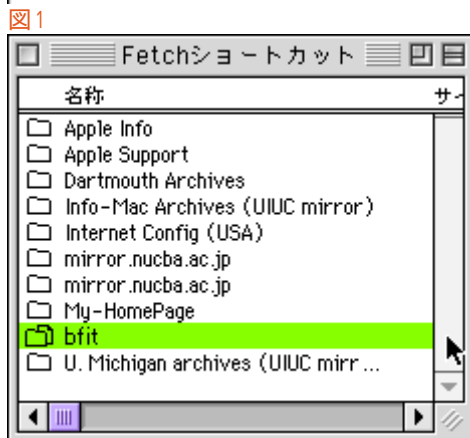 図1
Fetchショートカット
名称 サイ
Apple Info
Apple Support
Dartmouth Archives
Info-Mac Archives (UIUC mirror)
Internet Config (USA)
mirror.nucba.ac.jp
mirror.nucba.ac.jp
My-HomePage
bfit
U. Michigan archives (UIUC mirr...